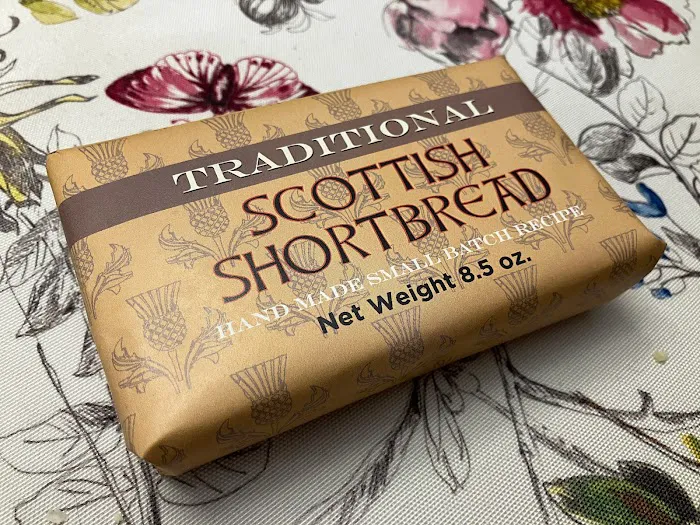 TRADITIONAL
SCOTTISH
SHORTBREAD
HAND MADE SMALL BATCH RECIPE
Net Weight 8.5 oz.